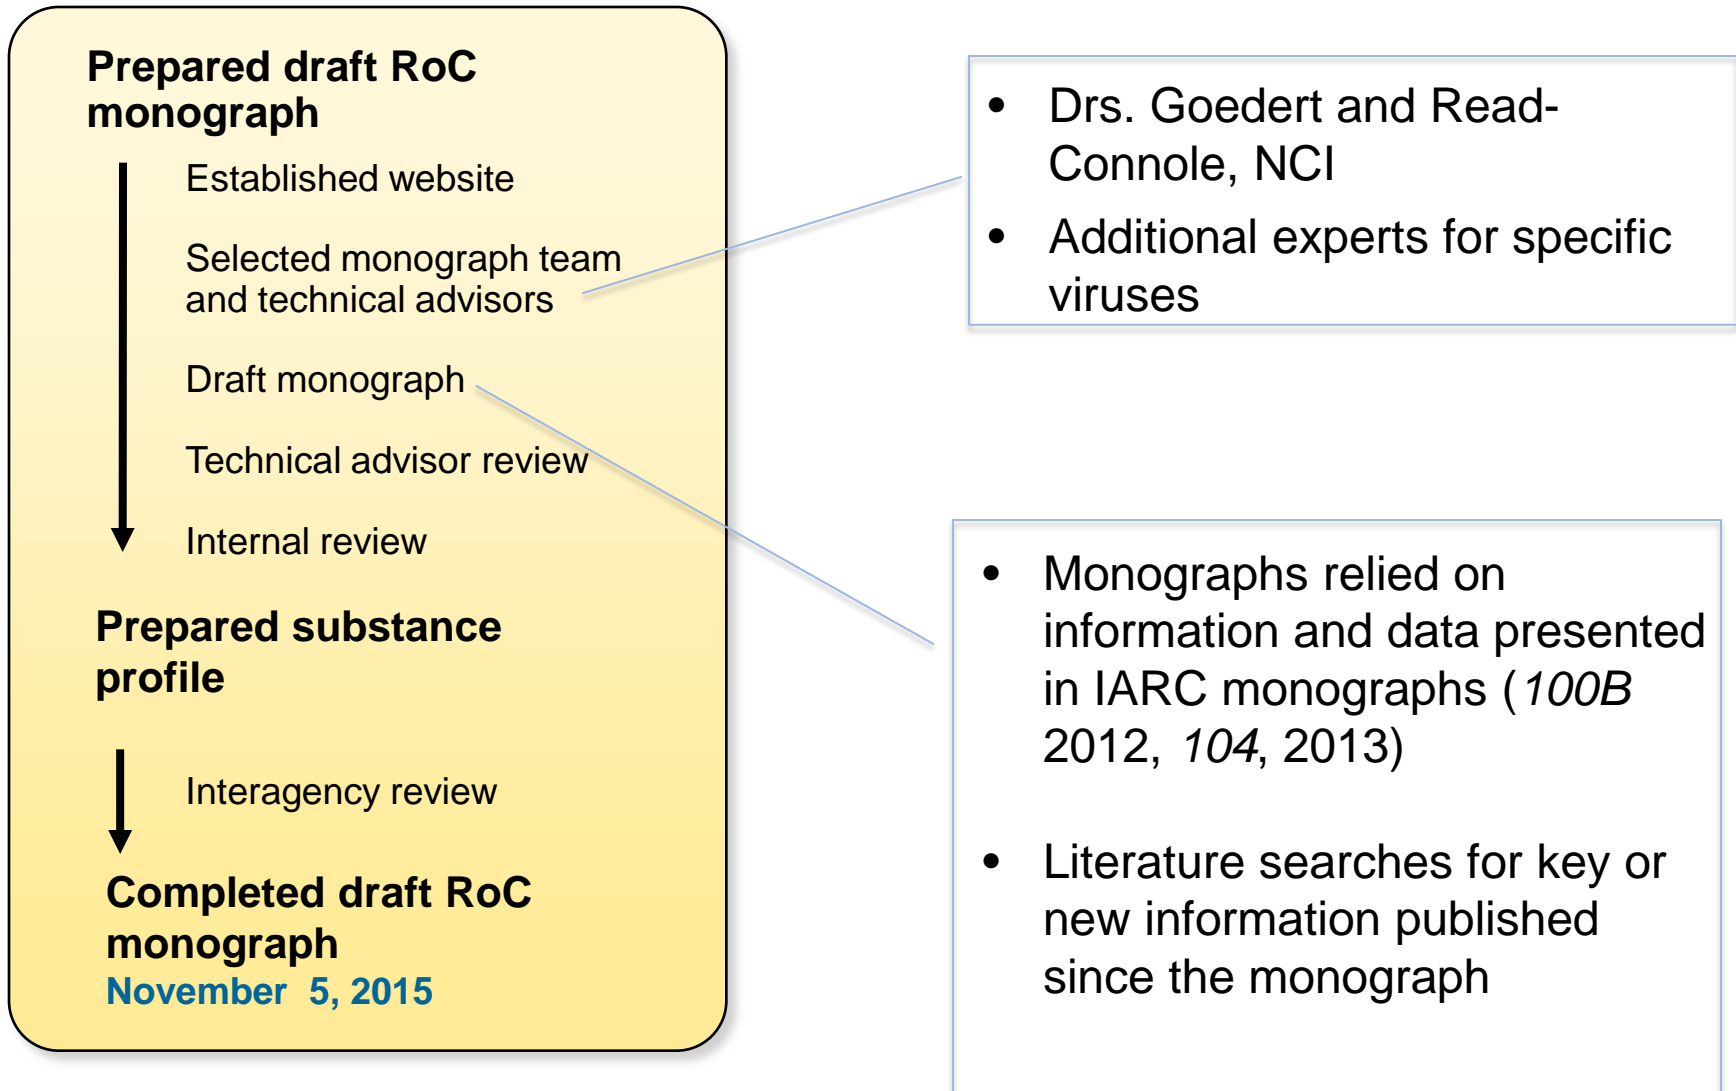 Prepared draft RoC
monograph
Established website
Selected monograph team
and technical advisors
Draft monograph
Technical advisor review
Internal review
Prepared substance
profile
Interagency review
Completed draft RoC
monograph
November 5, 2015
• Drs. Goedert and Read-
Connole, NCI
• Additional experts for specific
viruses
• Monographs relied on
information and data presented
in IARC monographs (100B
2012, 104, 2013)
• Literature searches for key or
new information published
since the monograph